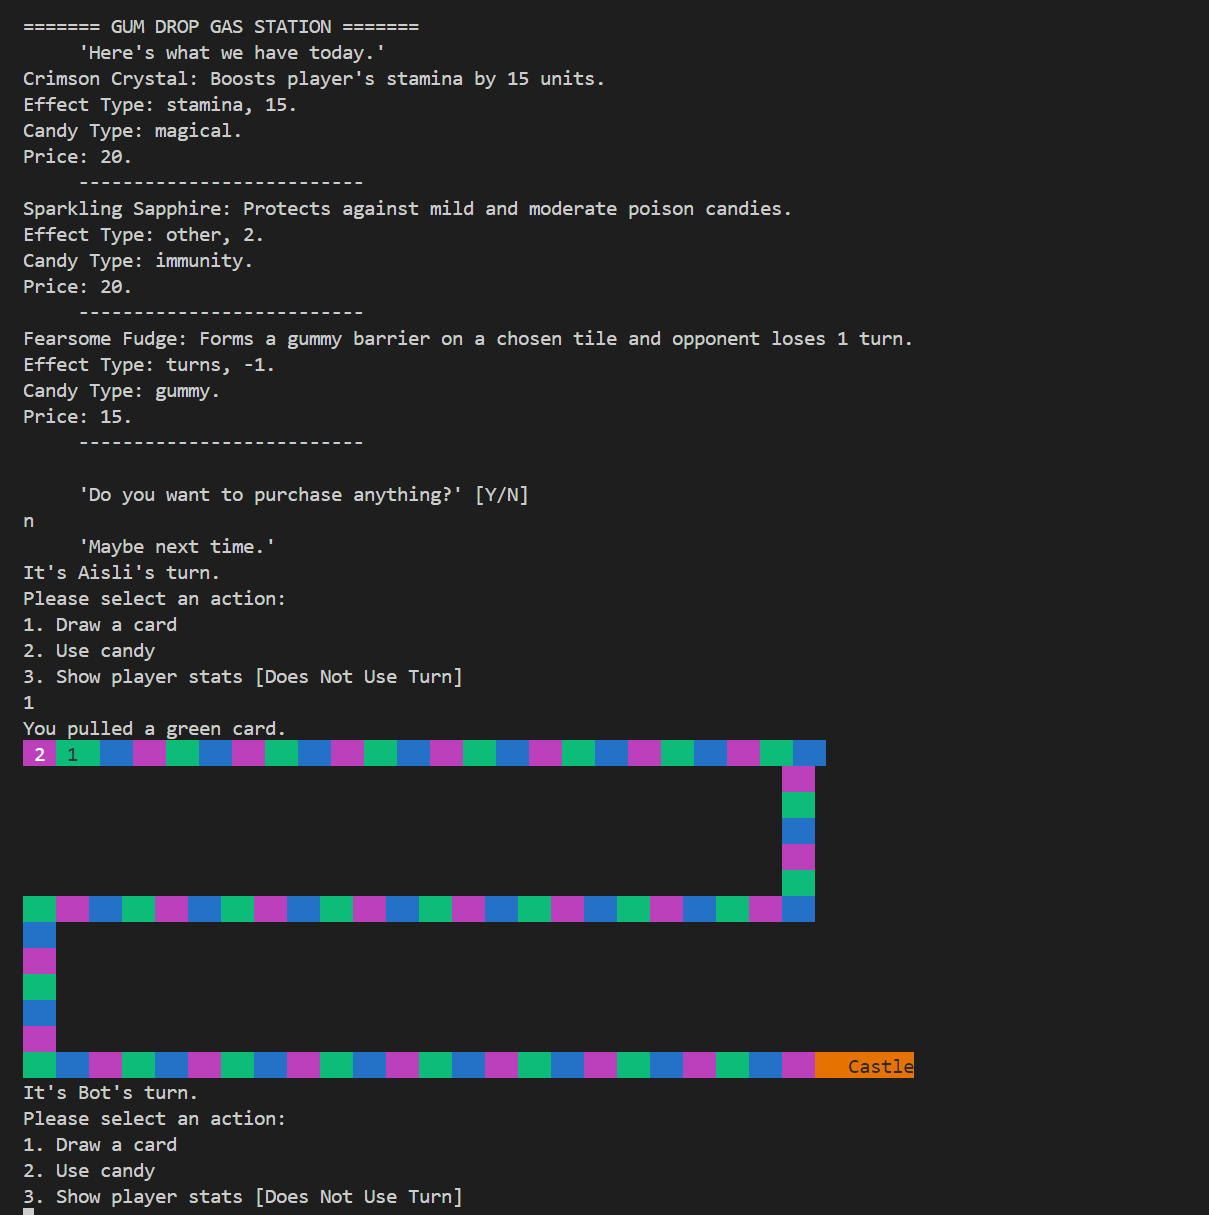 ======= GUM DROP GAS STATION =======
'Here's what we have today.'
Crimson Crystal: Boosts player's stamina by 15 units.
Effect Type: stamina, 15.
Candy Type: magical.
Price: 20.
--------------------------
Sparkling Sapphire: Protects against mild and moderate poison candies.
Effect Type: other, 2.
Candy Type: immunity.
Price: 20.
--------------------------
Fearsome Fudge: Forms a gummy barrier on a chosen tile and opponent loses 1 turn.
Effect Type: turns, -1.
Candy Type: gummy.
Price: 15.
--------------------------
'Do you want to purchase anything?' [Y/N]
n
'Maybe next time.'
It's Aisli's turn.
Please select an action:
1. Draw a card
2. Use candy
3. Show player stats [Does Not Use Turn]
1
You pulled a green card.
2 1
Castle
It's Bot's turn.
Please select an action:
1. Draw a card
2. Use candy
3. Show player stats [Does Not Use Turn]